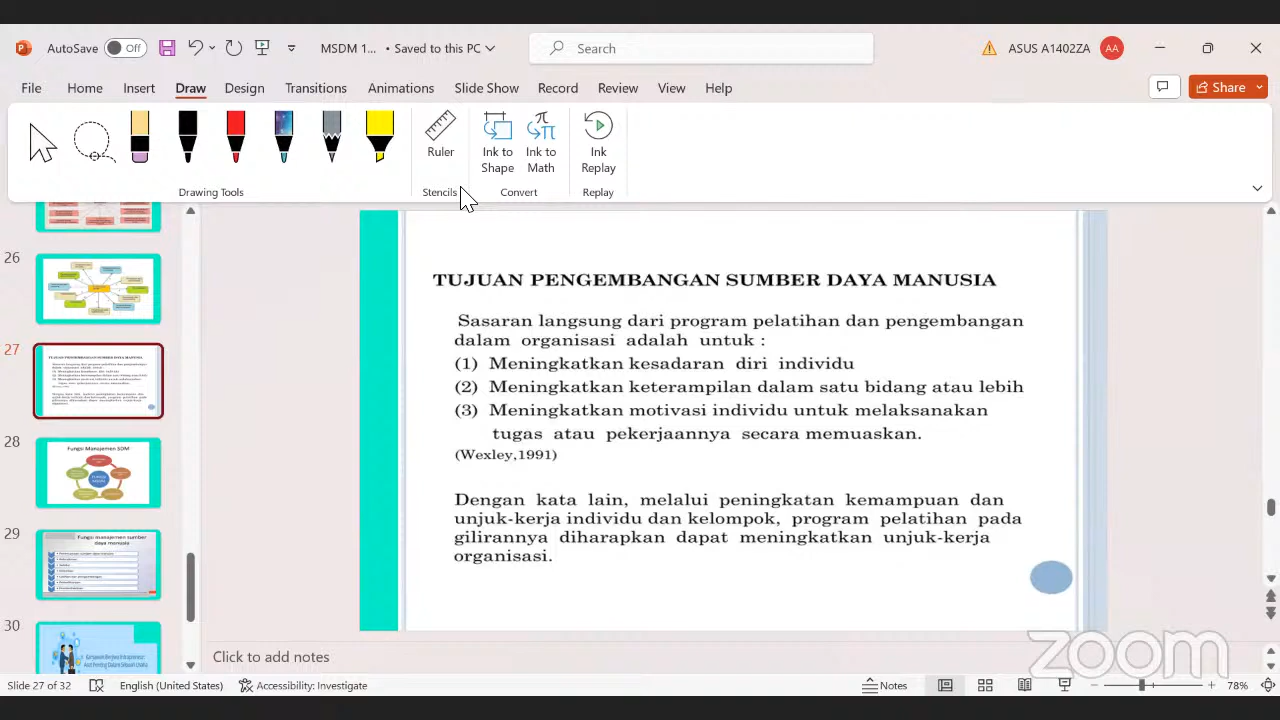 AutoSave Off MSDM 1... • Saved to this PC Search ASUS A1402ZA AA
File Home Insert Draw Design Transitions Animations Slide Show Record Review View Help Share
Ruler Ink to Shape Ink to Math Ink Replay
Drawing Tools Stencils Convert Replay
26
27
28
Fungsi Manajemen SDM
29
Fungsi manajemen sumber
daya manusia
30
TUJUAN PENGEMBANGAN SUMBER DAYA MANUSIA
Sasaran langsung dari program pelatihan dan pengembangan
dalam organisasi adalah untuk :
(1) Meningkatkan kesadaran diri individu
(2) Meningkatkan keterampilan dalam satu bidang atau lebih
(3) Meningkatkan motivasi individu untuk melaksanakan
tugas atau pekerjaannya secara memuaskan.
(Wexley,1991)
Dengan kata lain, melalui peningkatan kemampuan dan
unjuk-kerja individu dan kelompok, program pelatihan pada
gilirannya diharapkan dapat meningkatkan unjuk-kerja
organisasi.
Click to add notes
zoom
Slide 27 of 32 English (United States) Accessibility: Investigate Notes 78%